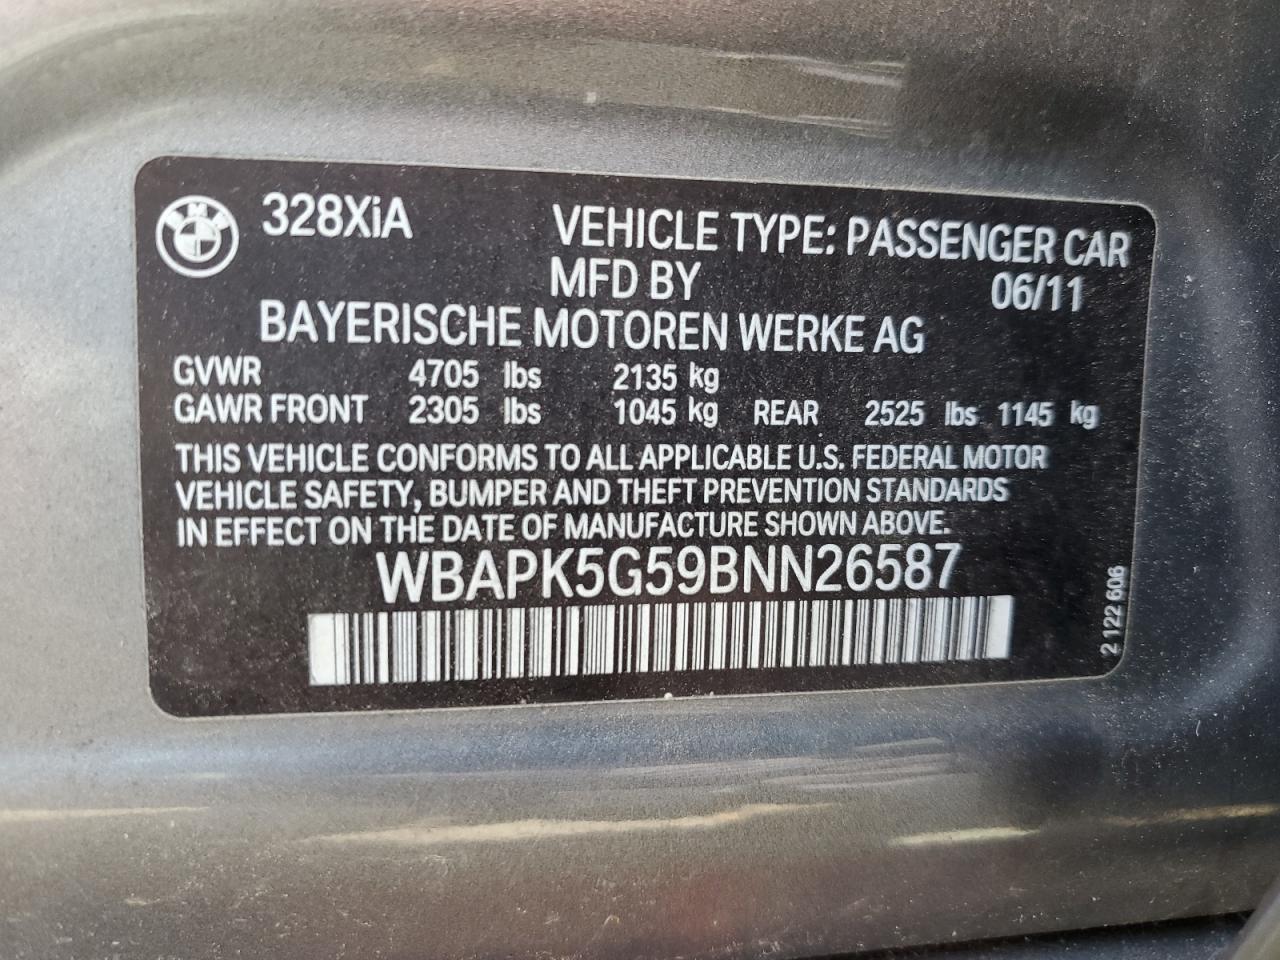 BMW
328XiA
VEHICLE TYPE: PASSENGER CAR
MFD BY 06/11
BAYERISCHE MOTOREN WERKE AG
GVWR 4705 lbs 2135 kg
GAWR FRONT 2305 lbs 1045 kg REAR 2525 lbs 1145 kg
THIS VEHICLE CONFORMS TO ALL APPLICABLE U.S. FEDERAL MOTOR
VEHICLE SAFETY, BUMPER AND THEFT PREVENTION STANDARDS
IN EFFECT ON THE DATE OF MANUFACTURE SHOWN ABOVE.
WBAPK5G59BNN26587
2 122 606